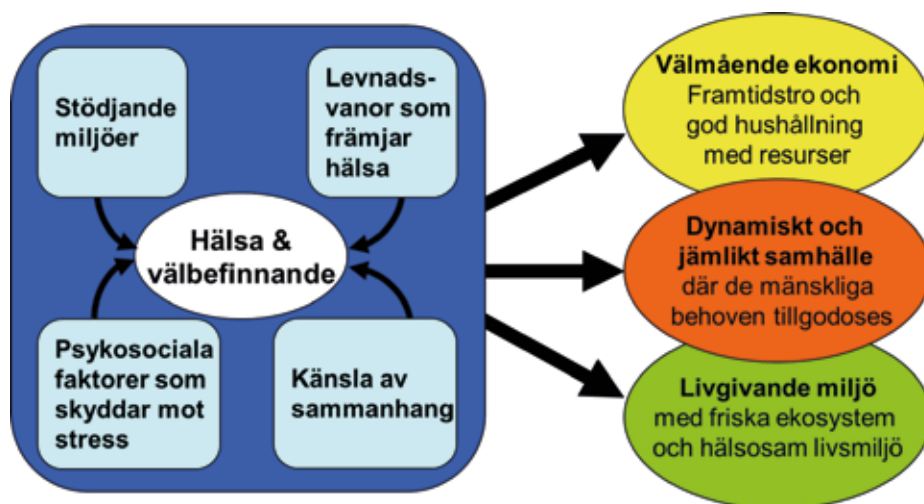 Stödjande
miljöer
Levnads-
vanor som
främjar
hälsa
Hälsa &
välbefinnande
Psykosociala
faktorer som
skyddar mot
stress
Känsla av
sammanhang
Välmående ekonomi
Framtidstro och
god hushållning
med resurser
Dynamiskt och
jämlikt samhälle
där de mänskliga
behoven tillgodoses
Livgivande miljö
med friska ekosystem
och hälsosam livsmiljö